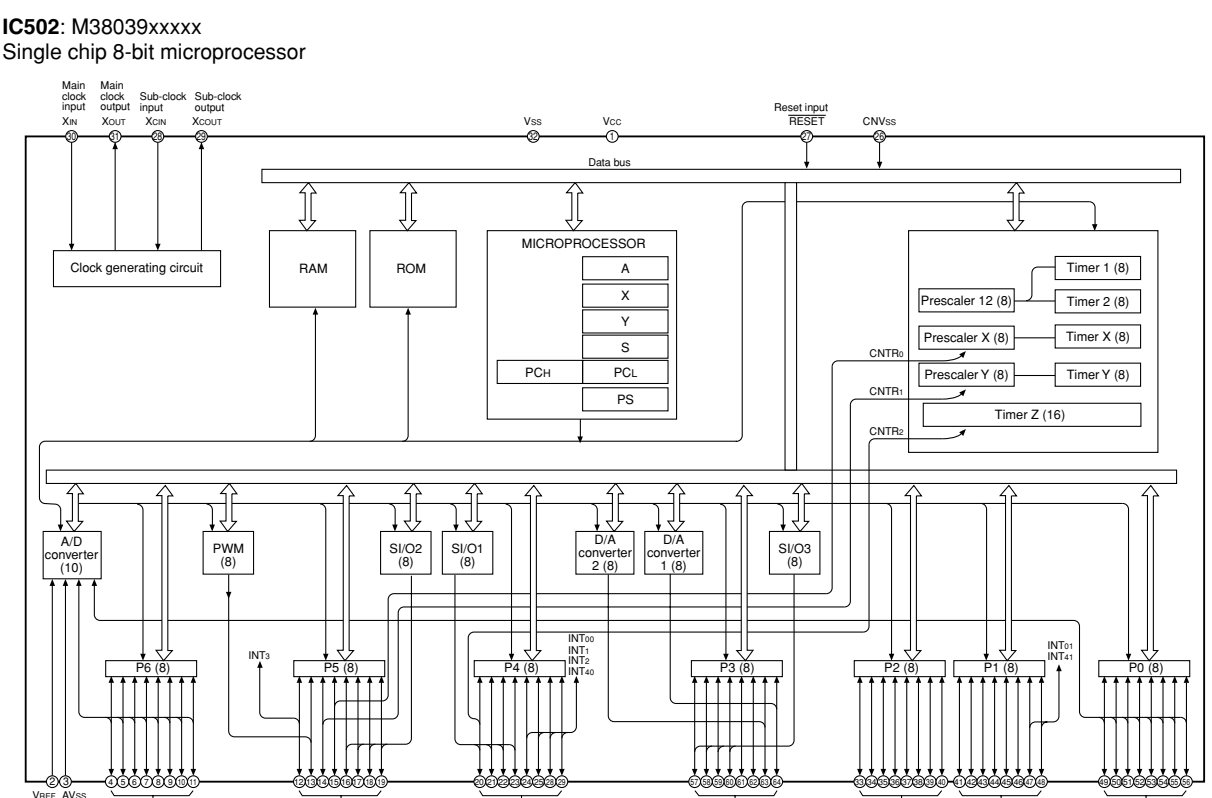 IC502: M38039xxxxx
Single chip 8-bit microprocessor
Main clock input XIN
Main clock output XOUT
Sub-clock input XCIN
Sub-clock output XCOUT
VSS
VCC
Reset input RESET
CNVSS
30 31 28 29 32 1 27 26
Data bus
Clock generating circuit
RAM
ROM
MICROPROCESSOR
A
X
Y
S
PCH PCL
PS
Timer 1 (8)
Prescaler 12 (8) Timer 2 (8)
Prescaler X (8) Timer X (8)
Prescaler Y (8) Timer Y (8)
Timer Z (16)
CNTR0
CNTR1
CNTR2
A/D converter (10)
PWM (8)
SI/O2 (8)
SI/O1 (8)
D/A converter 2 (8)
D/A converter 1 (8)
SI/O3 (8)
INT3
INT00
INT1
INT2
INT40
INT01
INT41
P6 (8) P5 (8) P4 (8) P3 (8) P2 (8) P1 (8) P0 (8)
2 3 4 5 6 7 8 9 10 11 12 13 14 15 16 17 18 19 20 21 22 23 24 25 28 29 57 58 59 60 61 62 63 64 33 34 35 36 37 38 39 40 41 42 43 44 45 46 47 48 49 50 51 52 53 54 55 56
VREF AVSS